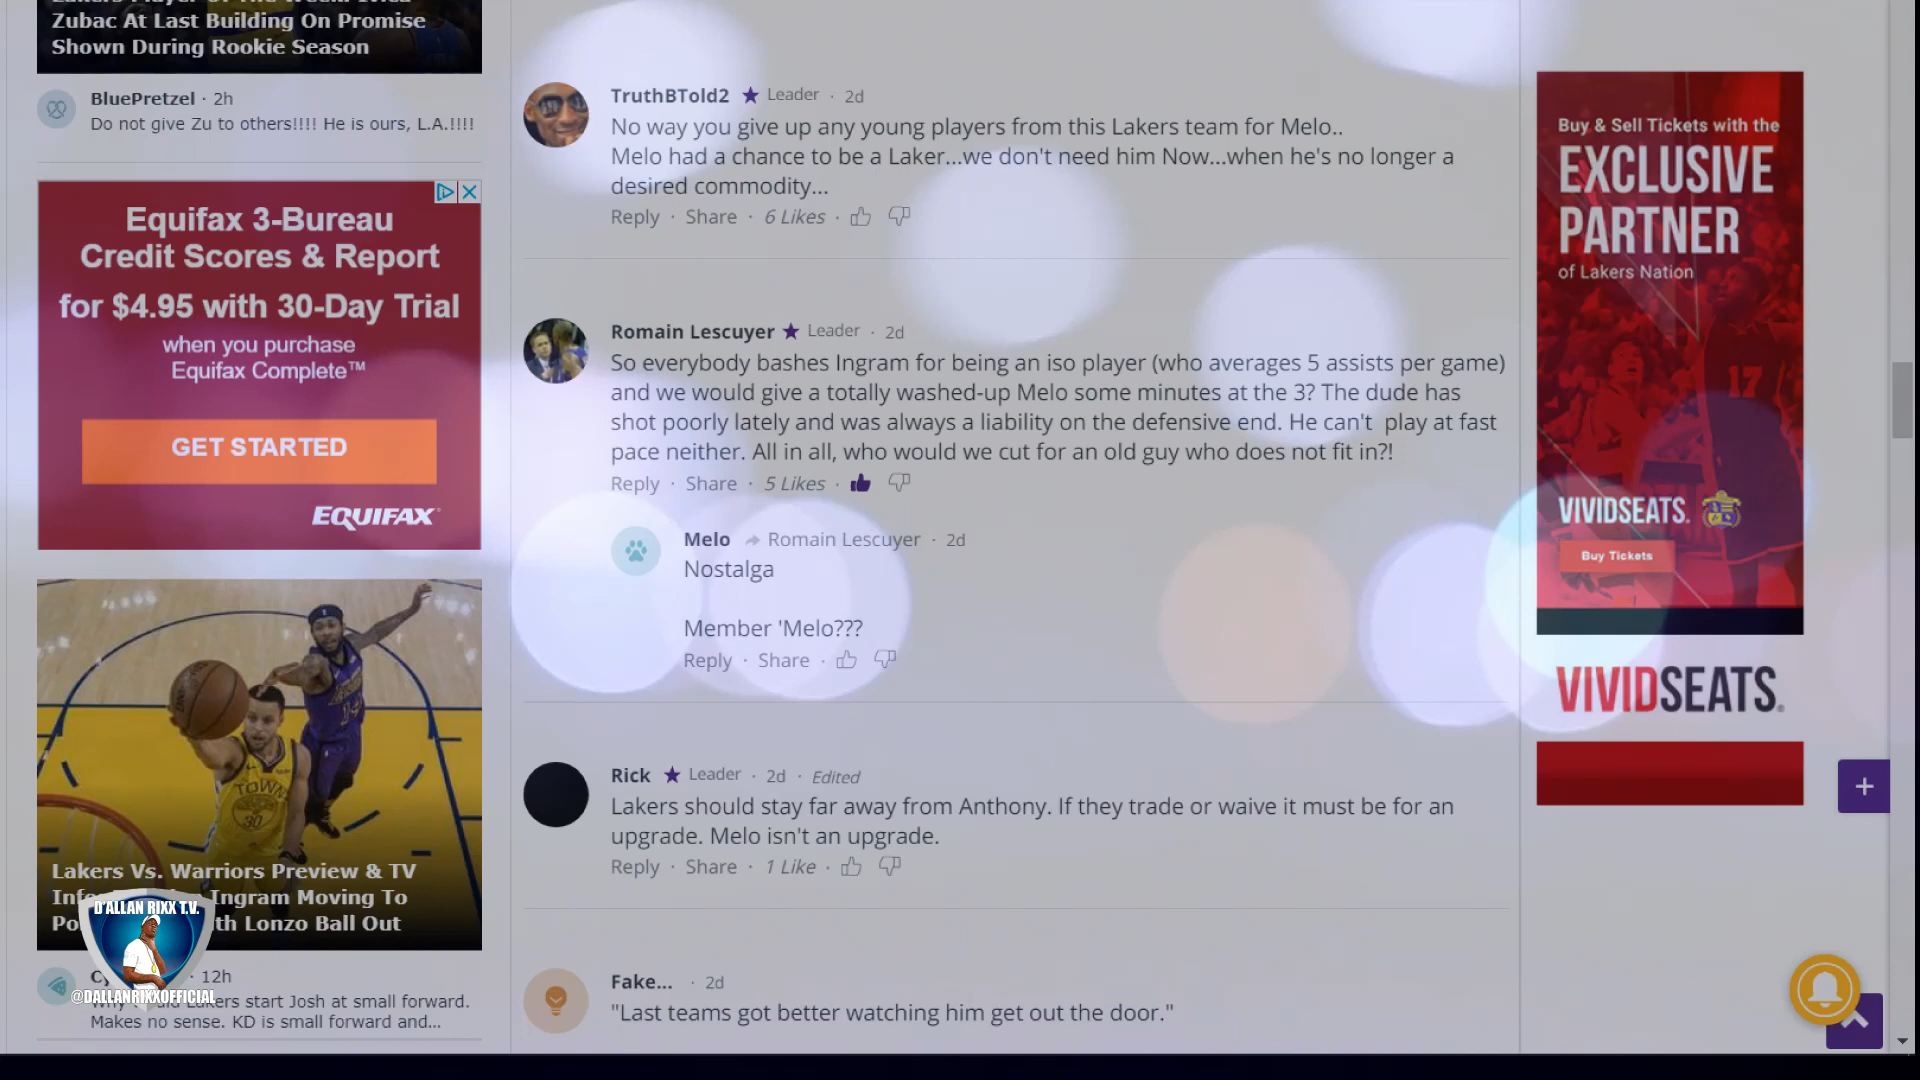 Zubac At Last Building On Promise
Shown During Rookie Season
BluePretzel · 2h
Do not give Zu to others!!!! He is ours, L.A.!!!!
Equifax 3-Bureau
Credit Scores & Report
for $4.95 with 30-Day Trial
when you purchase
Equifax Complete™
GET STARTED
EQUIFAX
TOWN
30
14
Lakers Vs. Warriors Preview & TV
Ingram Moving To
Lonzo Ball Out
D'ALLAN RIXX T.V.
@DALLANRIXXOFFICIAL
· 12h
Lakers start Josh at small forward.
Makes no sense. KD is small forward and...
TruthBTold2 ★ Leader · 2d
No way you give up any young players from this Lakers team for Melo..
Melo had a chance to be a Laker...we don't need him Now...when he's no longer a
desired commodity...
Reply · Share · 6 Likes ·
Romain Lescuyer ★ Leader · 2d
So everybody bashes Ingram for being an iso player (who averages 5 assists per game)
and we would give a totally washed-up Melo some minutes at the 3? The dude has
shot poorly lately and was always a liability on the defensive end. He can't play at fast
pace neither. All in all, who would we cut for an old guy who does not fit in?!
Reply · Share · 5 Likes ·
Melo Romain Lescuyer · 2d
Nostalga
Member 'Melo???
Reply · Share ·
Rick ★ Leader · 2d · Edited
Lakers should stay far away from Anthony. If they trade or waive it must be for an
upgrade. Melo isn't an upgrade.
Reply · Share · 1 Like ·
Fake... · 2d
"Last teams got better watching him get out the door."
Buy & Sell Tickets with the
EXCLUSIVE
PARTNER
of Lakers Nation
17
VIVIDSEATS.
Buy Tickets
VIVIDSEATS.
+